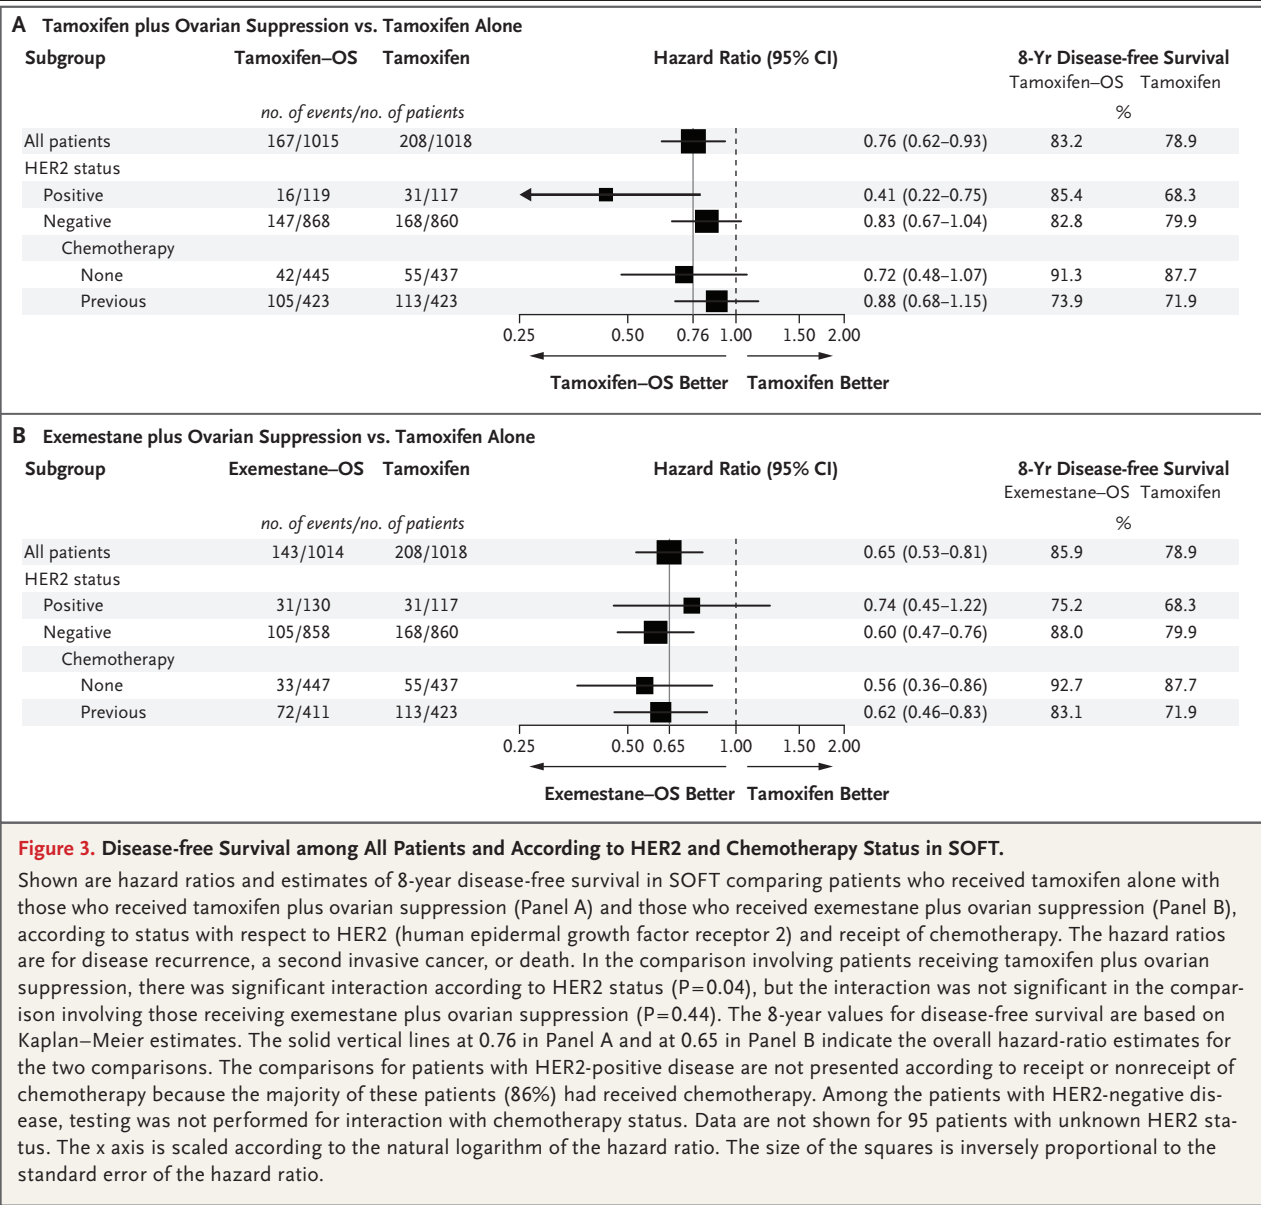 A Tamoxifen plus Ovarian Suppression vs. Tamoxifen Alone
Subgroup Tamoxifen–OS Tamoxifen Hazard Ratio (95% CI) 8-Yr Disease-free Survival
Tamoxifen–OS Tamoxifen
no. of events/no. of patients %
All patients 167/1015 208/1018 0.76 (0.62–0.93) 83.2 78.9
HER2 status
Positive 16/119 31/117 0.41 (0.22–0.75) 85.4 68.3
Negative 147/868 168/860 0.83 (0.67–1.04) 82.8 79.9
Chemotherapy
None 42/445 55/437 0.72 (0.48–1.07) 91.3 87.7
Previous 105/423 113/423 0.88 (0.68–1.15) 73.9 71.9
0.25 0.50 0.76 1.00 1.50 2.00
Tamoxifen–OS Better Tamoxifen Better
B Exemestane plus Ovarian Suppression vs. Tamoxifen Alone
Subgroup Exemestane–OS Tamoxifen Hazard Ratio (95% CI) 8-Yr Disease-free Survival
Exemestane–OS Tamoxifen
no. of events/no. of patients %
All patients 143/1014 208/1018 0.65 (0.53–0.81) 85.9 78.9
HER2 status
Positive 31/130 31/117 0.74 (0.45–1.22) 75.2 68.3
Negative 105/858 168/860 0.60 (0.47–0.76) 88.0 79.9
Chemotherapy
None 33/447 55/437 0.56 (0.36–0.86) 92.7 87.7
Previous 72/411 113/423 0.62 (0.46–0.83) 83.1 71.9
0.25 0.50 0.65 1.00 1.50 2.00
Exemestane–OS Better Tamoxifen Better
Figure 3. Disease-free Survival among All Patients and According to HER2 and Chemotherapy Status in SOFT.
Shown are hazard ratios and estimates of 8-year disease-free survival in SOFT comparing patients who received tamoxifen alone with
those who received tamoxifen plus ovarian suppression (Panel A) and those who received exemestane plus ovarian suppression (Panel B),
according to status with respect to HER2 (human epidermal growth factor receptor 2) and receipt of chemotherapy. The hazard ratios
are for disease recurrence, a second invasive cancer, or death. In the comparison involving patients receiving tamoxifen plus ovarian
suppression, there was significant interaction according to HER2 status (P=0.04), but the interaction was not significant in the compar-
ison involving those receiving exemestane plus ovarian suppression (P=0.44). The 8-year values for disease-free survival are based on
Kaplan–Meier estimates. The solid vertical lines at 0.76 in Panel A and at 0.65 in Panel B indicate the overall hazard-ratio estimates for
the two comparisons. The comparisons for patients with HER2-positive disease are not presented according to receipt or nonreceipt of
chemotherapy because the majority of these patients (86%) had received chemotherapy. Among the patients with HER2-negative dis-
ease, testing was not performed for interaction with chemotherapy status. Data are not shown for 95 patients with unknown HER2 sta-
tus. The x axis is scaled according to the natural logarithm of the hazard ratio. The size of the squares is inversely proportional to the
standard error of the hazard ratio.